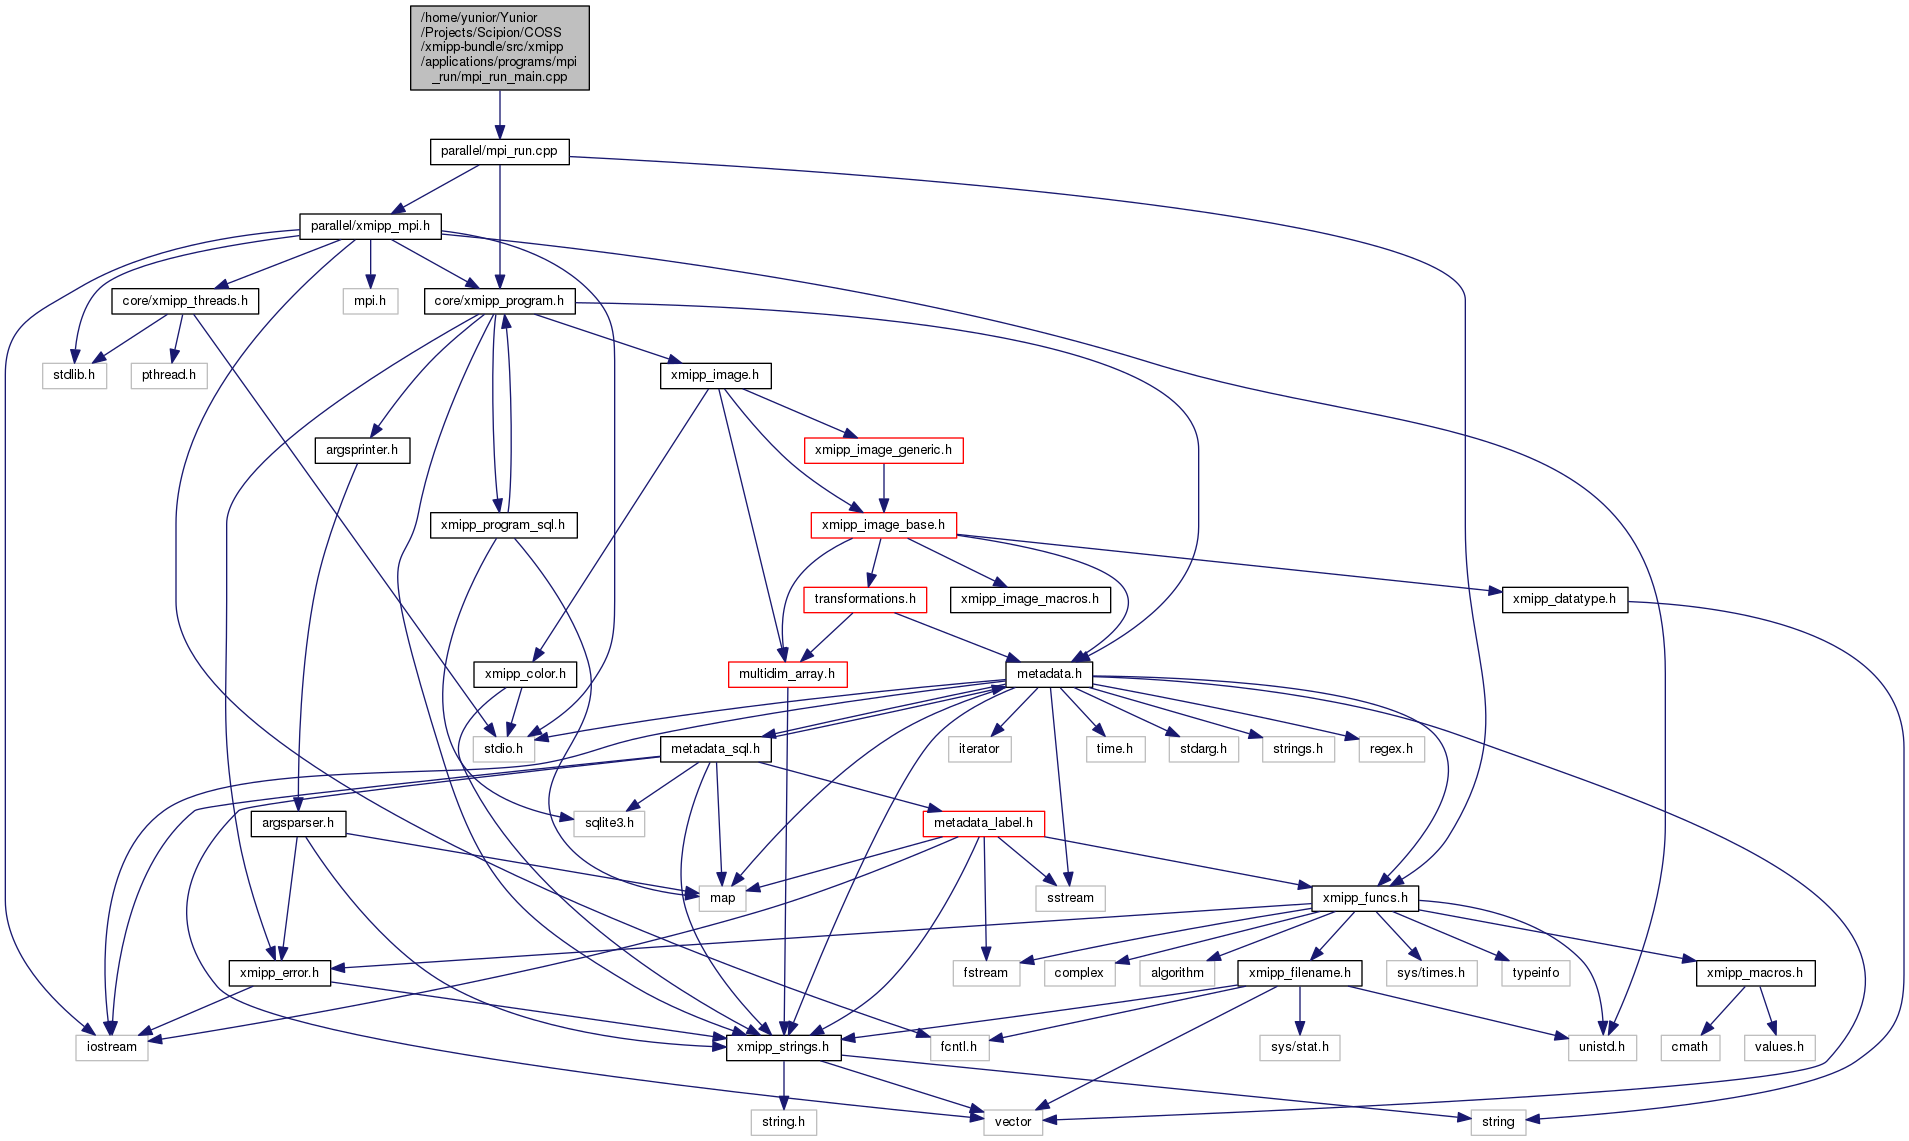 /home/yunior/Yunior
/Projects/Scipion/COSS
/xmipp-bundle/src/xmipp
/applications/programs/mpi
_run/mpi_run_main.cpp
parallel/mpi_run.cpp
parallel/xmipp_mpi.h
core/xmipp_threads.h
mpi.h
core/xmipp_program.h
stdlib.h
pthread.h
xmipp_image.h
argsprinter.h
xmipp_image_generic.h
xmipp_program_sql.h
xmipp_image_base.h
transformations.h
xmipp_image_macros.h
xmipp_datatype.h
xmipp_color.h
multidim_array.h
metadata.h
stdio.h
metadata_sql.h
iterator
time.h
stdarg.h
strings.h
regex.h
argsparser.h
sqlite3.h
metadata_label.h
map
sstream
xmipp_funcs.h
xmipp_error.h
fstream
complex
algorithm
xmipp_filename.h
sys/times.h
typeinfo
xmipp_macros.h
iostream
xmipp_strings.h
fcntl.h
sys/stat.h
unistd.h
cmath
values.h
string.h
vector
string